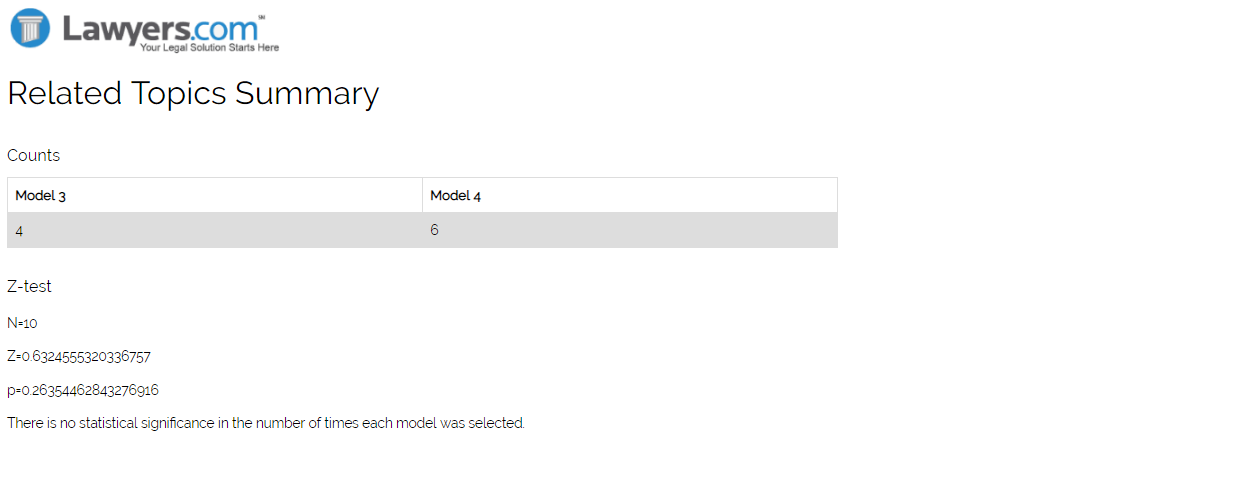 Lawyers.com℠
Your Legal Solution Starts Here
Related Topics Summary
Counts
Model 3 Model 4
4 6
Z-test
N=10
Z=0.6324555320336757
p=0.26354462843276916
There is no statistical significance in the number of times each model was selected.